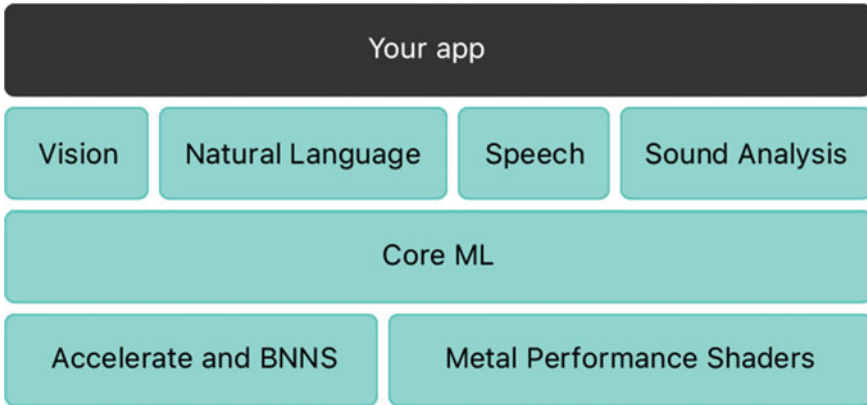 Your app
Vision Natural Language Speech Sound Analysis
Core ML
Accelerate and BNNS Metal Performance Shaders